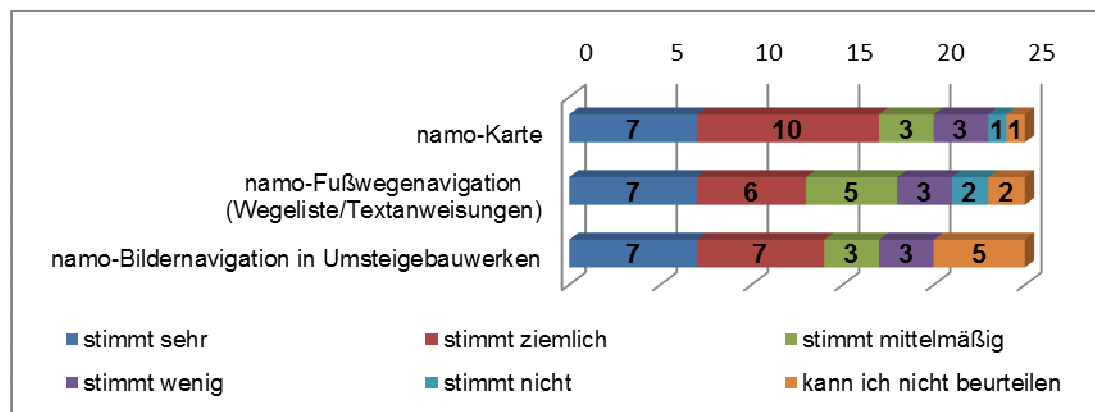 0 5 10 15 20 25
namo-Karte 7 10 3 3 1 1
namo-Fußwegenavigation
(Wegeliste/Textanweisungen) 7 6 5 3 2 2
namo-Bildernavigation in Umsteigebauwerken 7 7 3 3 5
stimmt sehr stimmt ziemlich stimmt mittelmäßig
stimmt wenig stimmt nicht kann ich nicht beurteilen